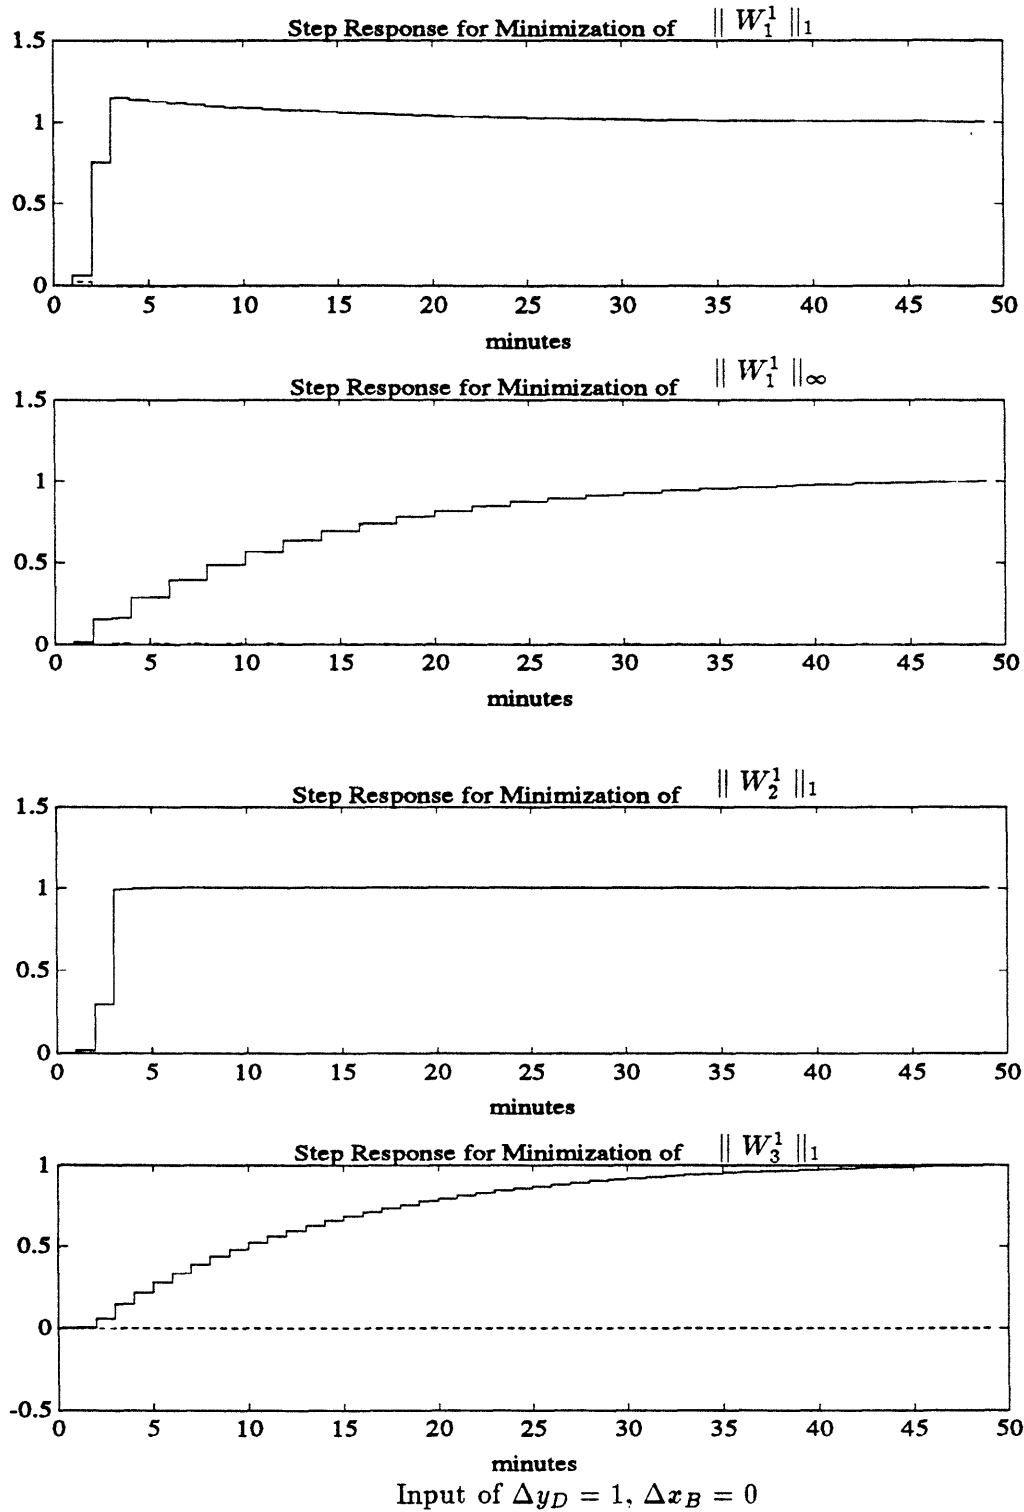 Step Response for Minimization of || W_1^1 ||_1
1.5
1
0.5
0
0 5 10 15 20 25 30 35 40 45 50
minutes
Step Response for Minimization of || W_1^1 ||_∞
1.5
1
0.5
0
0 5 10 15 20 25 30 35 40 45 50
minutes
Step Response for Minimization of || W_2^1 ||_1
1.5
1
0.5
0
0 5 10 15 20 25 30 35 40 45 50
minutes
Step Response for Minimization of || W_3^1 ||_1
1
0.5
0
-0.5
0 5 10 15 20 25 30 35 40 45 50
minutes
Input of Δy_D = 1, Δx_B = 0